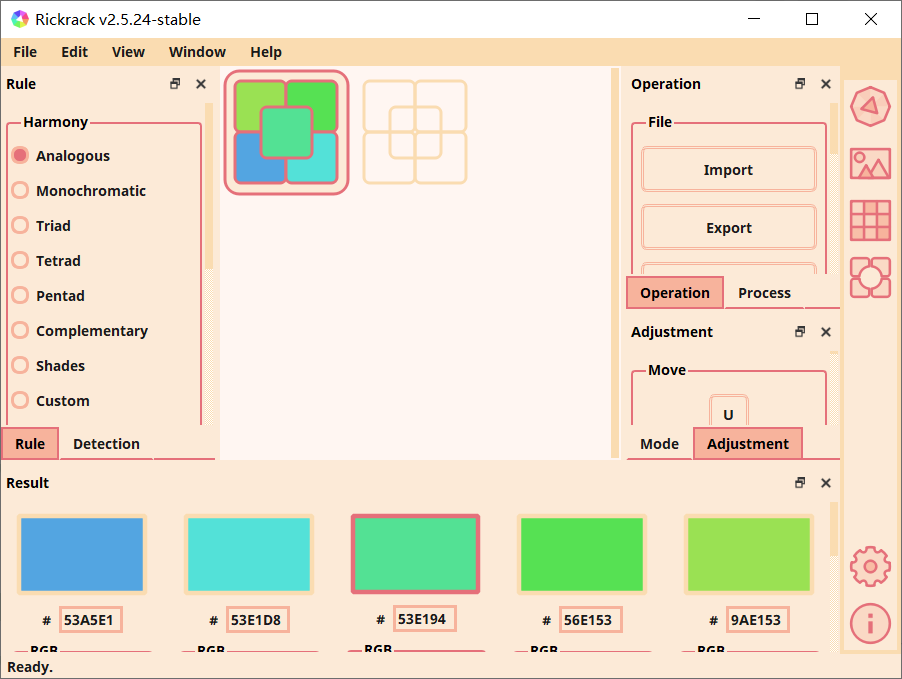 Rickrack v2.5.24-stable
File Edit View Window Help
Rule
Harmony
Analogous
Monochromatic
Triad
Tetrad
Pentad
Complementary
Shades
Custom
Rule Detection
Operation
File
Import
Export
Operation Process
Adjustment
Move
U
Mode Adjustment
Result
# 53A5E1 # 53E1D8 # 53E194 # 56E153 # 9AE153
RGB RGB RGB RGB RGB
Ready.